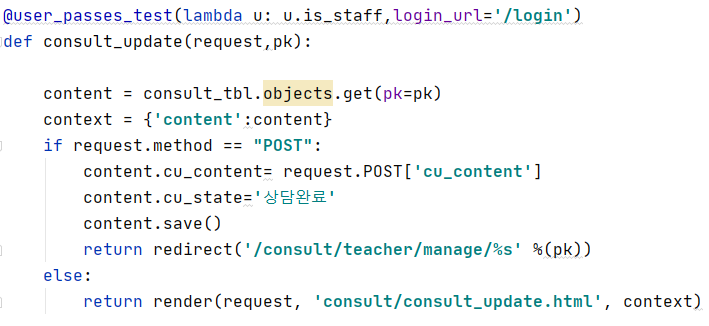 @user_passes_test(lambda u: u.is_staff,login_url='/login')
def consult_update(request,pk):
content = consult_tbl.objects.get(pk=pk)
context = {'content':content}
if request.method == "POST":
content.cu_content= request.POST['cu_content']
content.cu_state='상담완료'
content.save()
return redirect('/consult/teacher/manage/%s' %(pk))
else:
return render(request, 'consult/consult_update.html', context)